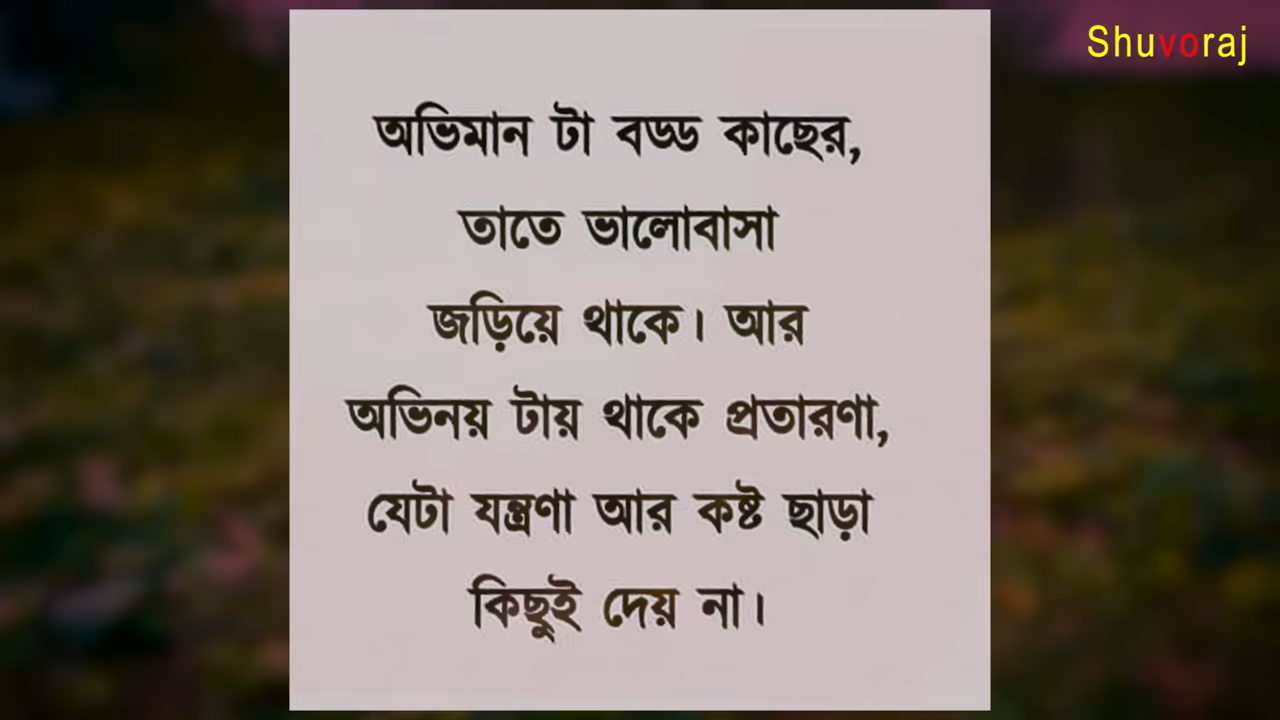 Shuvoraj
অভিমান টা বড্ড কাছের,
তাতে ভালোবাসা
জড়িয়ে থাকে। আর
অভিনয় টায় থাকে প্রতারণা,
যেটা যন্ত্রণা আর কষ্ট ছাড়া
কিছুই দেয় না।